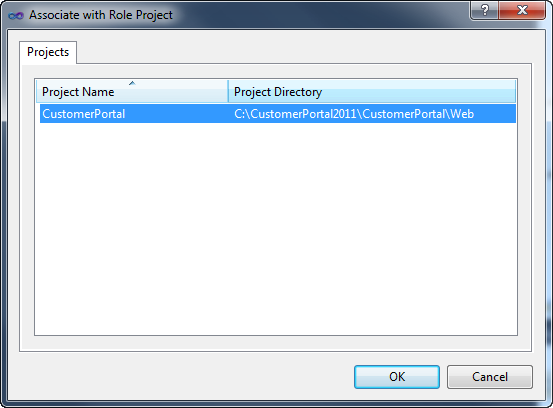 Associate with Role Project
?
Projects
Project Name Project Directory
CustomerPortal C:\CustomerPortal2011\CustomerPortal\Web
OK Cancel